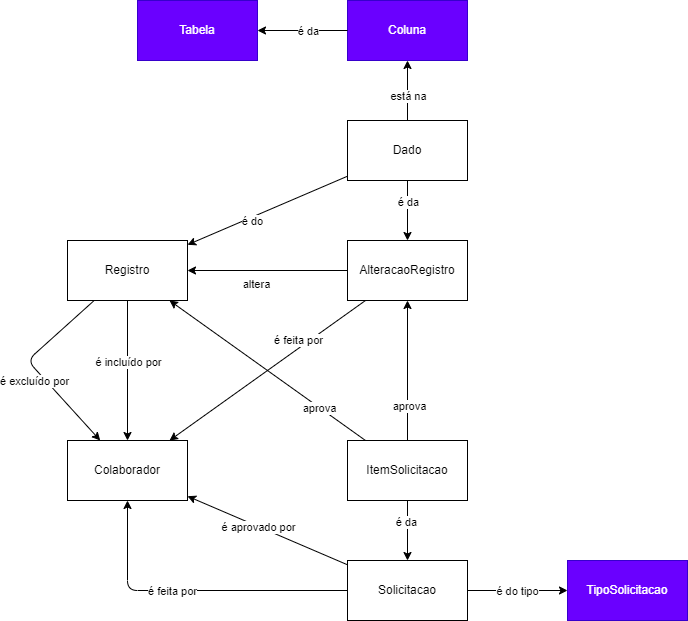 Tabela
é da
Coluna
está na
Dado
é da
é do
Registro
AlteracaoRegistro
altera
é feita por
é incluído por
é excluído por
aprova
aprova
Colaborador
ItemSolicitacao
é da
é aprovado por
é feita por
Solicitacao
é do tipo
TipoSolicitacao